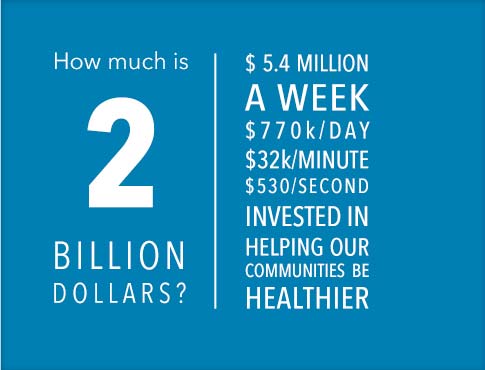 How much is
2
BILLION
DOLLARS?
$ 5.4 MILLION
A WEEK
$770k/DAY
$32k/MINUTE
$530/SECOND
INVESTED IN
HELPING OUR
COMMUNITIES BE
HEALTHIER